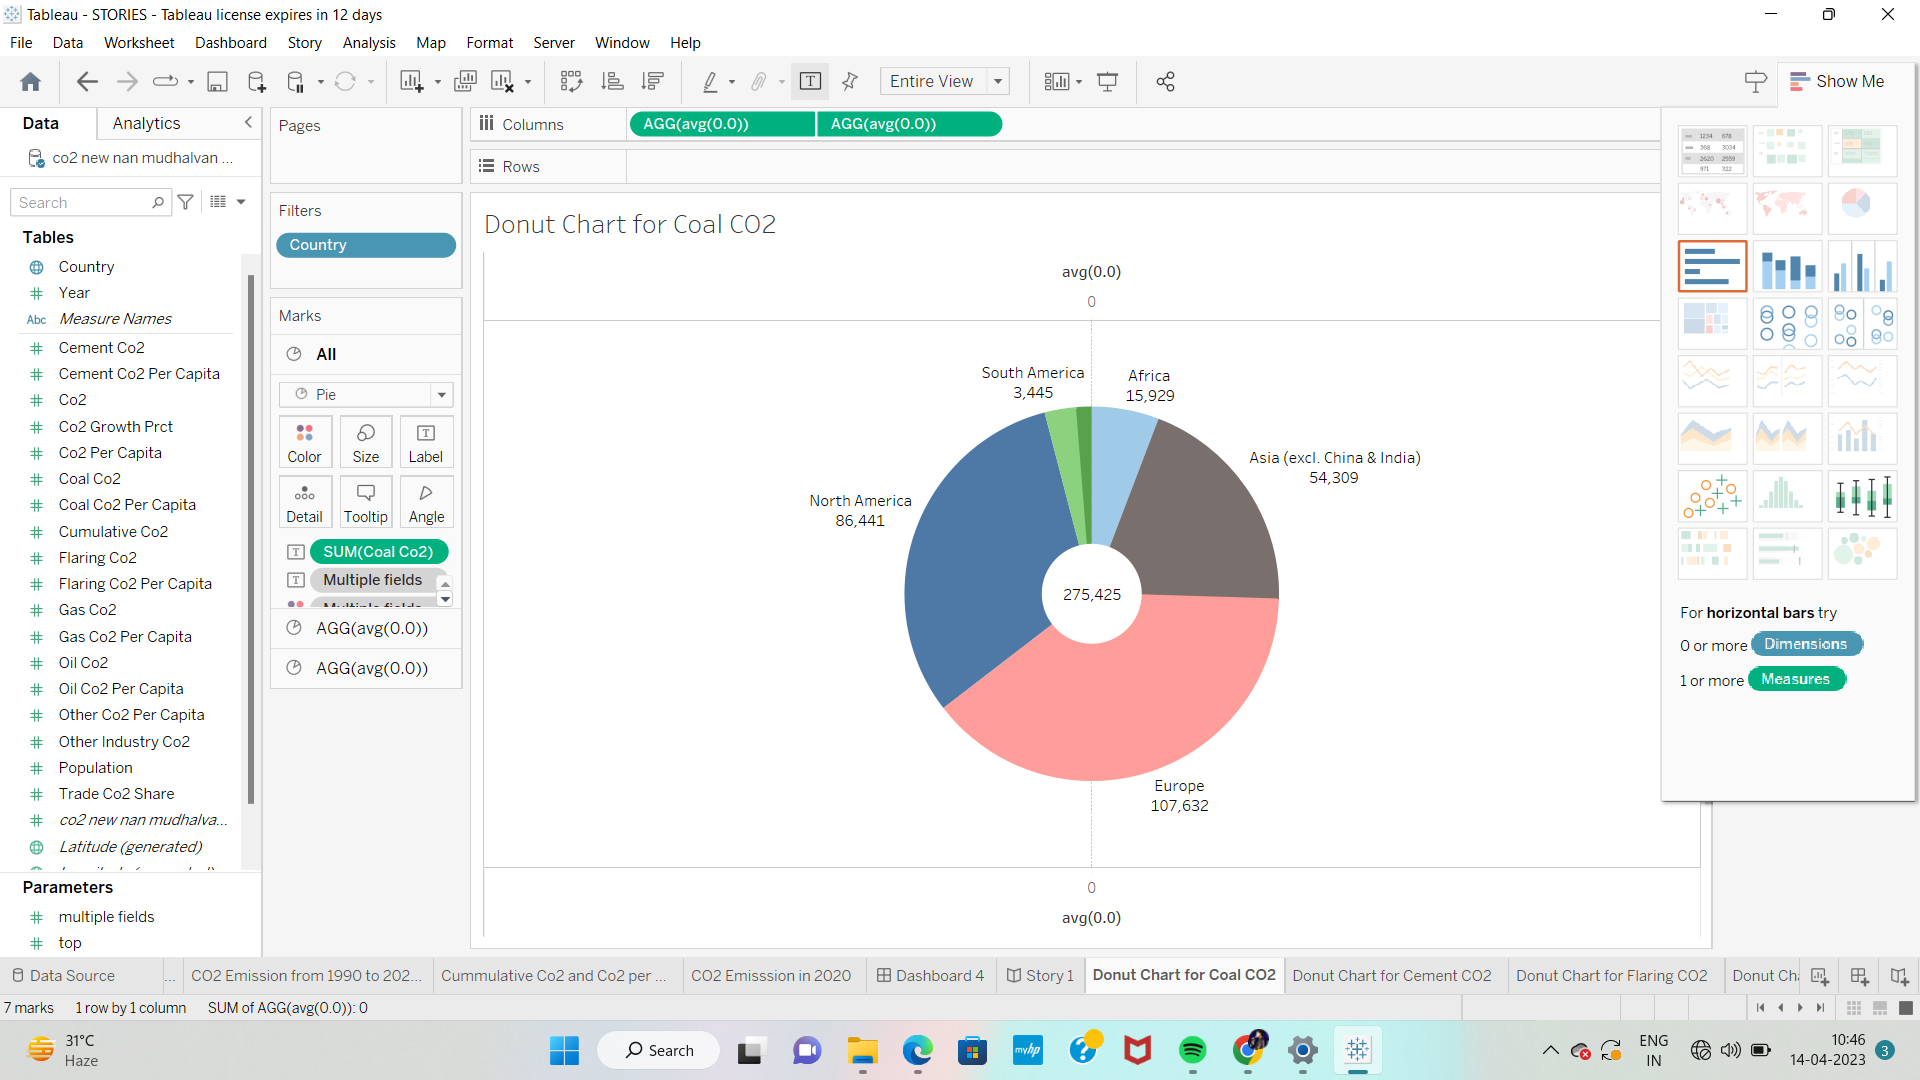 Tableau - STORIES - Tableau license expires in 12 days
File Data Worksheet Dashboard Story Analysis Map Format Server Window Help
Entire View
Show Me
Data Analytics
co2 new nan mudhalvan ...
Search
Tables
Country
Year
Abc Measure Names
Cement Co2
Cement Co2 Per Capita
Co2
Co2 Growth Prct
Co2 Per Capita
Coal Co2
Coal Co2 Per Capita
Cumulative Co2
Flaring Co2
Flaring Co2 Per Capita
Gas Co2
Gas Co2 Per Capita
Oil Co2
Oil Co2 Per Capita
Other Co2 Per Capita
Other Industry Co2
Population
Trade Co2 Share
co2 new nan mudhalva...
Latitude (generated)
Parameters
multiple fields
top
Pages
Filters
Country
Marks
All
Pie
Color Size Label
Detail Tooltip Angle
SUM(Coal Co2)
Multiple fields
AGG(avg(0.0))
AGG(avg(0.0))
Columns AGG(avg(0.0)) AGG(avg(0.0))
Rows
Donut Chart for Coal CO2
avg(0.0)
0
South America
3,445
Africa
15,929
Asia (excl. China & India)
54,309
North America
86,441
275,425
Europe
107,632
0
avg(0.0)
For horizontal bars try
0 or more Dimensions
1 or more Measures
Data Source ... CO2 Emission from 1990 to 202... Cummulative Co2 and Co2 per ... CO2 Emisssion in 2020 Dashboard 4 Story 1 Donut Chart for Coal CO2 Donut Chart for Cement CO2 Donut Chart for Flaring CO2 Donut Cha
7 marks 1 row by 1 column SUM of AGG(avg(0.0)): 0
31°C
Haze
Search
myhp
ENG
IN
10:46
14-04-2023
3